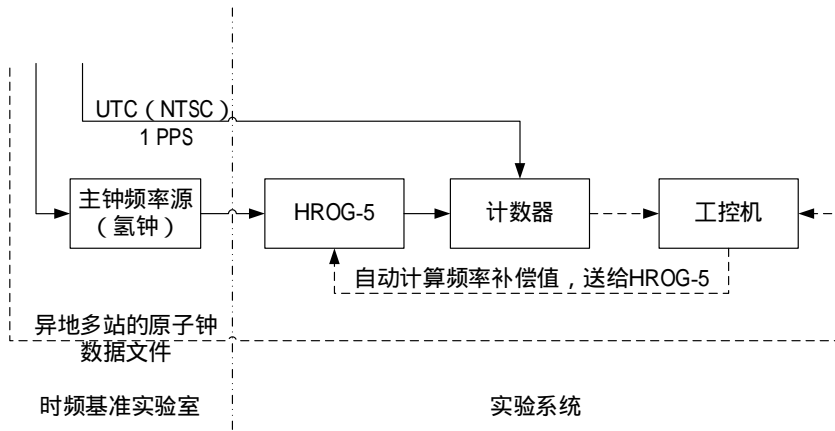 UTC（NTSC）
1 PPS
主钟频率源
（氢钟）
HROG-5
计数器
工控机
自动计算频率补偿值，送给HROG-5
异地多站的原子钟
数据文件
时频基准实验室
实验系统